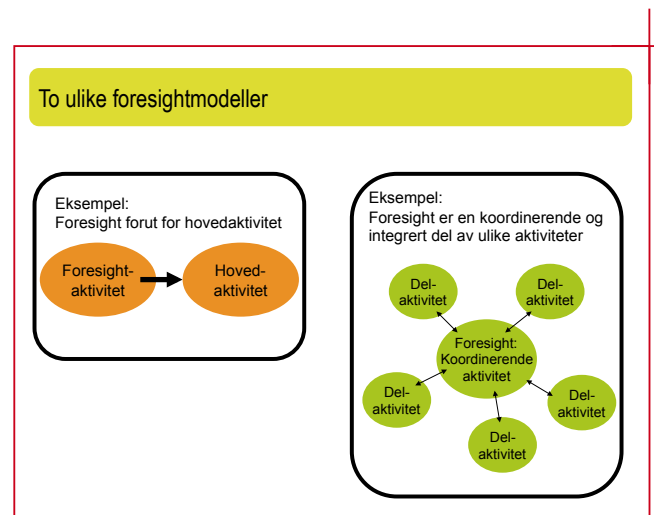 To ulike foresightmodeller
Eksempel:
Foresight forut for hovedaktivitet
Foresight-
aktivitet
Hoved-
aktivitet
Eksempel:
Foresight er en koordinerende og
integrert del av ulike aktiviteter
Del-
aktivitet
Del-
aktivitet
Foresight:
Koordinerende
aktivitet
Del-
aktivitet
Del-
aktivitet
Del-
aktivitet